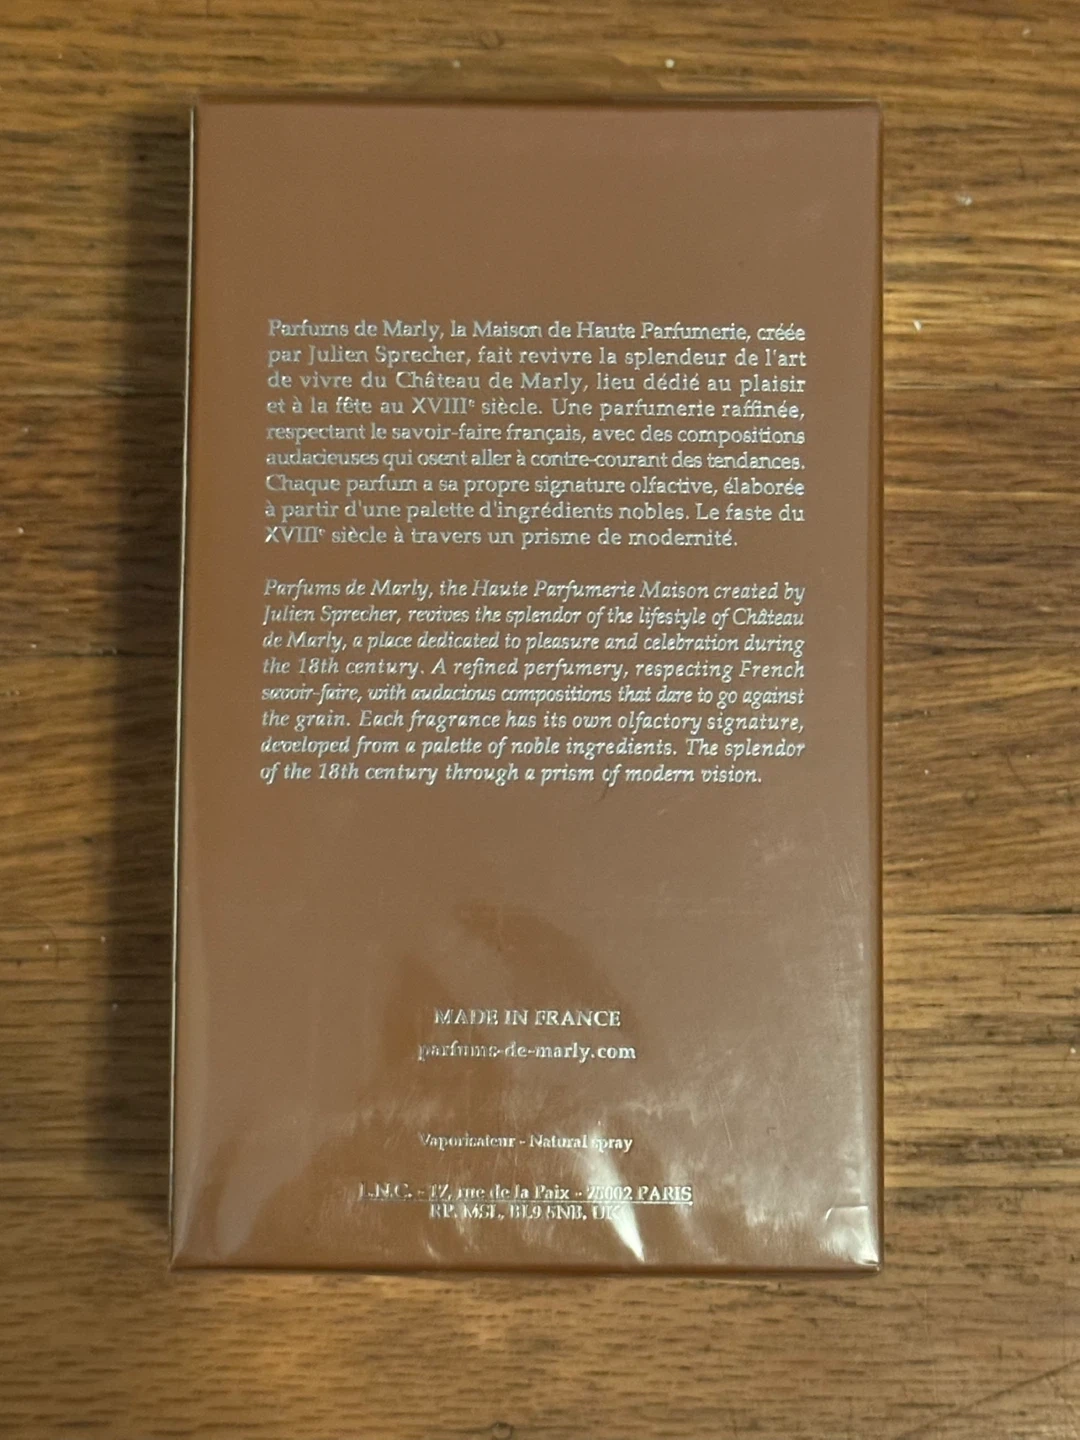 Parfums de Marly, la Maison de Haute Parfumerie, créée
par Julien Sprecher, fait revivre la splendeur de l'art
de vivre du Château de Marly, lieu dédié au plaisir
et à la fête au XVIIIᵉ siècle. Une parfumerie raffinée,
respectant le savoir-faire français, avec des compositions
audacieuses qui osent aller à contre-courant des tendances.
Chaque parfum a sa propre signature olfactive, élaborée
à partir d'une palette d'ingrédients nobles. Le faste du
XVIIIᵉ siècle à travers un prisme de modernité.
Parfums de Marly, the Haute Parfumerie Maison created by
Julien Sprecher, revives the splendor of the lifestyle of Château
de Marly, a place dedicated to pleasure and celebration during
the 18th century. A refined perfumery, respecting French
savoir-faire, with audacious compositions that dare to go against
the grain. Each fragrance has its own olfactory signature,
developed from a palette of noble ingredients. The splendor
of the 18th century through a prism of modern vision.
MADE IN FRANCE
parfums-de-marly.com
Vaporisateur - Natural spray
L.N.C. - 17, rue de la Paix - 75002 PARIS
RP. MSL, BL9 5NB, UK